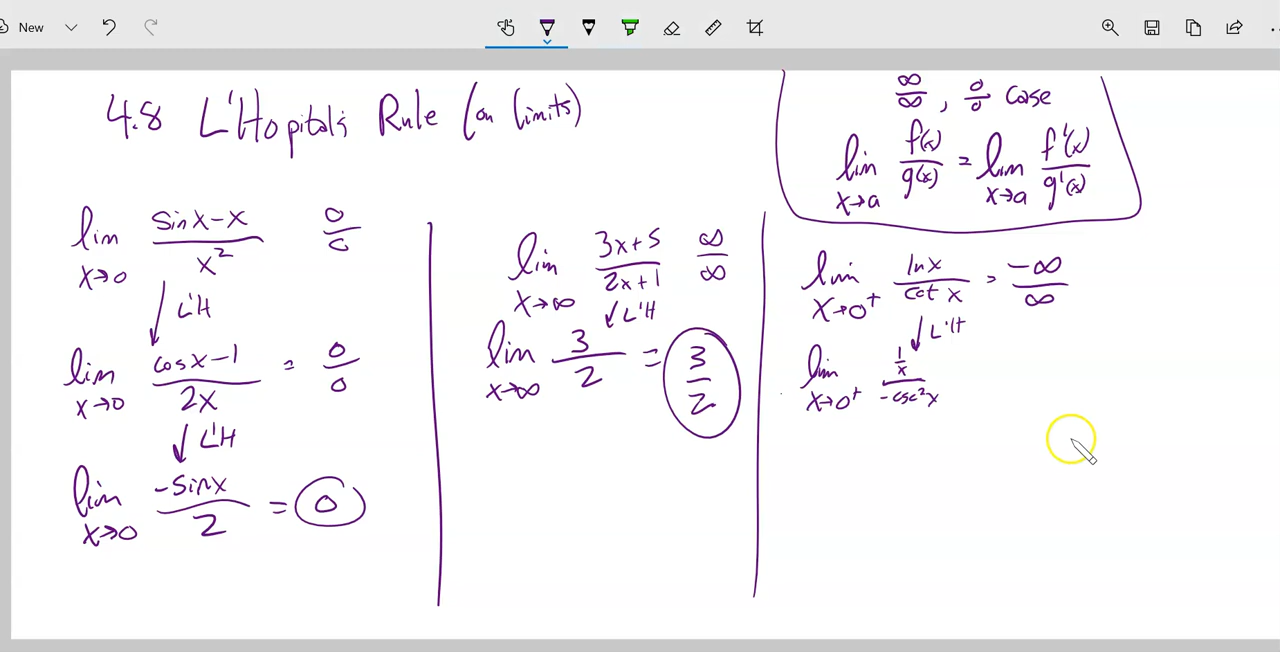 New
4.8 L'Hopital's Rule (on limits)
∞/∞ , 0/0 case
lim x→a f(x)/g(x) = lim x→a f'(x)/g'(x)
lim x→0 (sin x - x)/x² 0/0
↓ L'H
lim x→0 (cos x - 1)/2x = 0/0
↓ L'H
lim x→0 -sin x/2 = 0
lim x→∞ (3x+5)/(2x+1) ∞/∞
↓ L'H
lim x→∞ 3/2 = 3/2
lim x→0⁺ ln x/cot x = -∞/∞
↓ L'H
lim x→0⁺ (1/x)/(-csc²x)